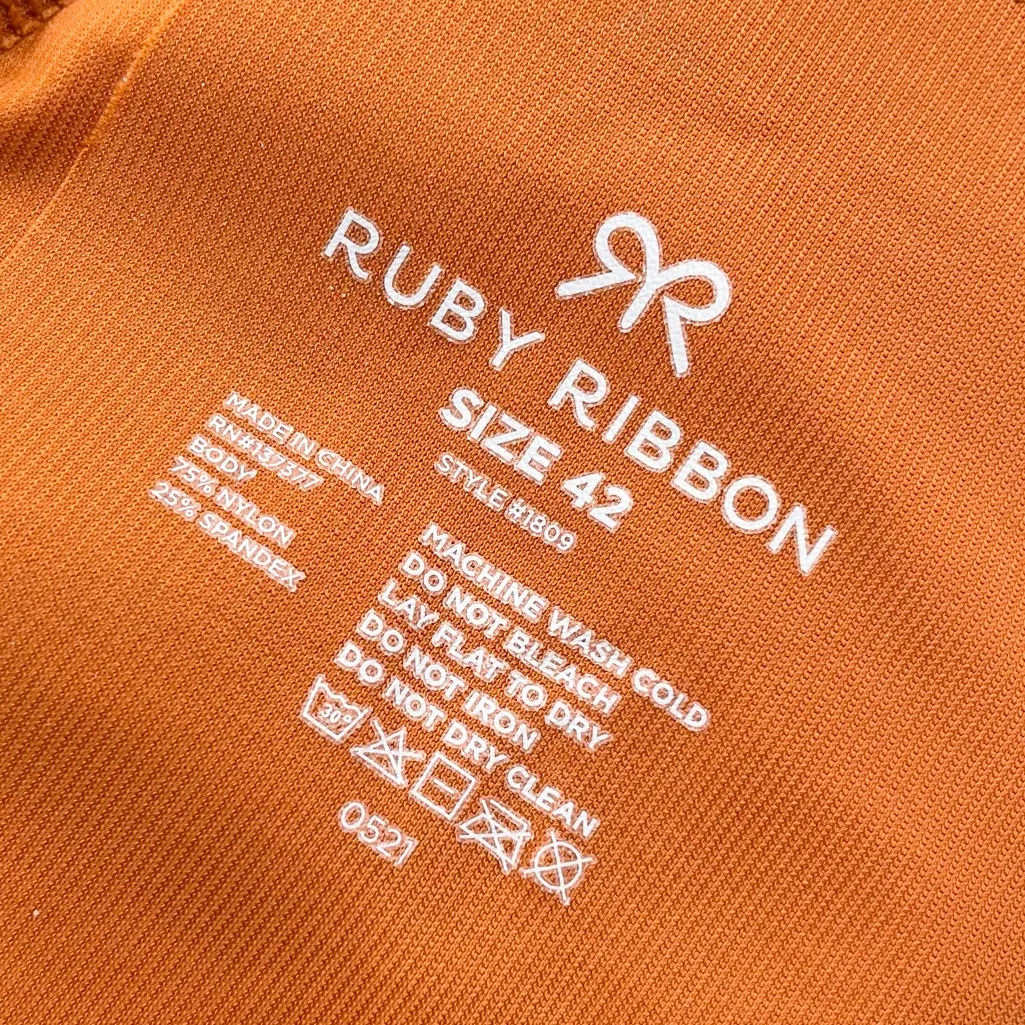 RUBY RIBBON
SIZE 42
STYLE #1809
MADE IN CHINA
RN#137377
BODY
75% NYLON
25% SPANDEX
MACHINE WASH COLD
DO NOT BLEACH
LAY FLAT TO DRY
DO NOT IRON
DO NOT DRY CLEAN
30°
0521